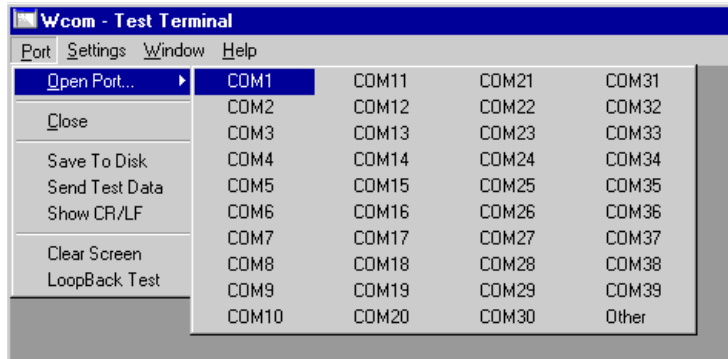 Wcom - Test Terminal
Port Settings Window Help
Open Port...
Close
Save To Disk
Send Test Data
Show CR/LF
Clear Screen
LoopBack Test
COM1 COM11 COM21 COM31
COM2 COM12 COM22 COM32
COM3 COM13 COM23 COM33
COM4 COM14 COM24 COM34
COM5 COM15 COM25 COM35
COM6 COM16 COM26 COM36
COM7 COM17 COM27 COM37
COM8 COM18 COM28 COM38
COM9 COM19 COM29 COM39
COM10 COM20 COM30 Other